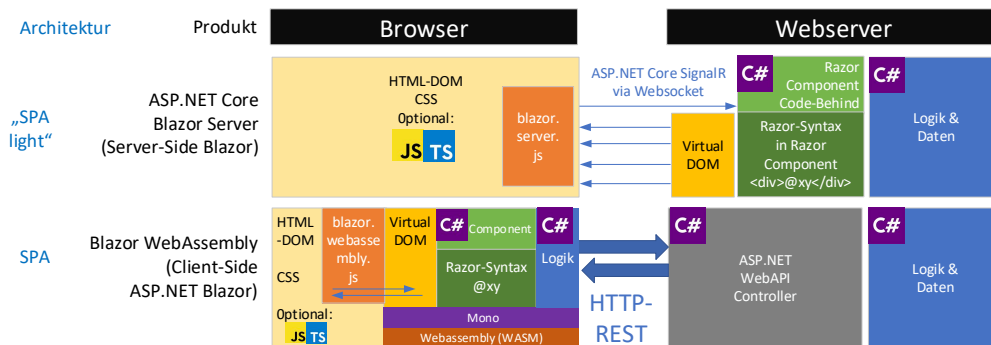 Architektur
Produkt
Browser
Webserver
„SPA
light“
ASP.NET Core
Blazor Server
(Server-Side Blazor)
HTML-DOM
CSS
Optional:
JS TS
blazor.
server.
js
ASP.NET Core SignalR
via Websocket
Virtual
DOM
C#
Razor
Component
Code-Behind
Razor-Syntax
in Razor
Component
<div>@xy</div>
C#
Logik &
Daten
SPA
Blazor WebAssembly
(Client-Side
ASP.NET Blazor)
HTML
-DOM
CSS
Optional:
JS TS
blazor.
webasse
mbly.
js
Virtual
DOM
C#
Component
Razor-Syntax
@xy
C#
Logik
Mono
Webassembly (WASM)
HTTP-
REST
C#
ASP.NET
WebAPI
Controller
C#
Logik &
Daten